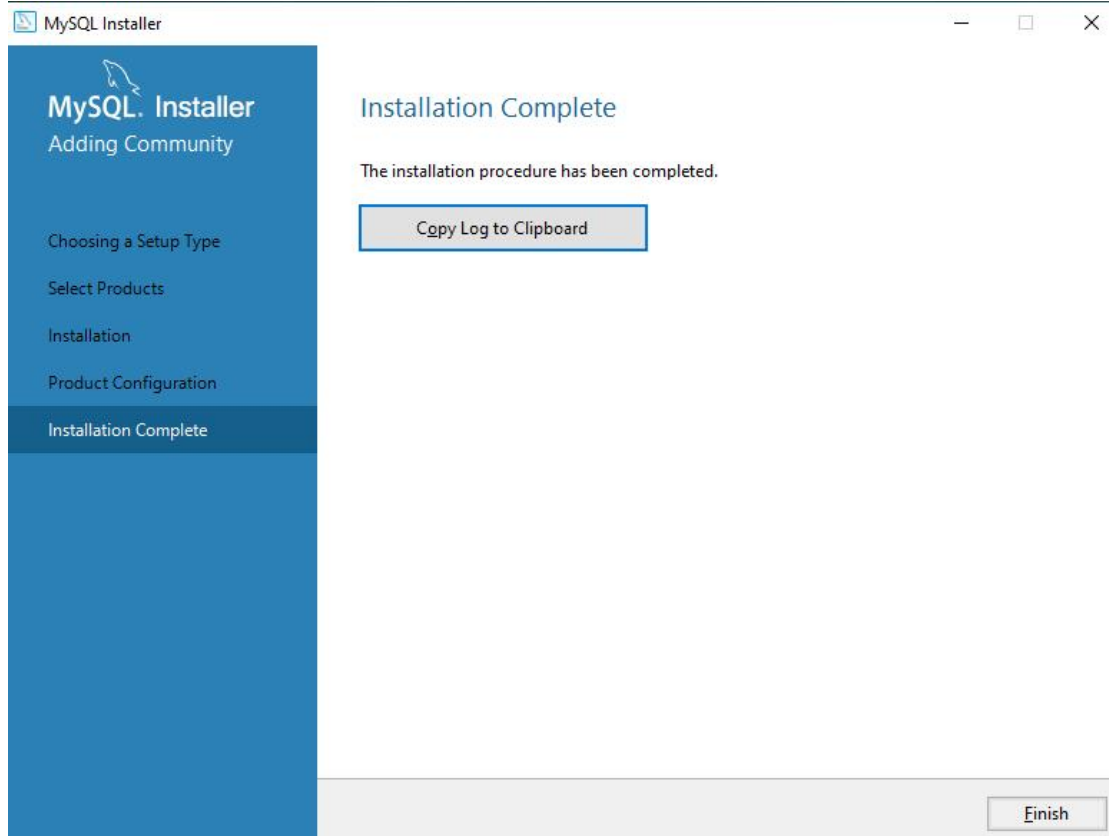 MySQL Installer
MySQL. Installer
Adding Community
Choosing a Setup Type
Select Products
Installation
Product Configuration
Installation Complete
Installation Complete
The installation procedure has been completed.
Copy Log to Clipboard
Finish